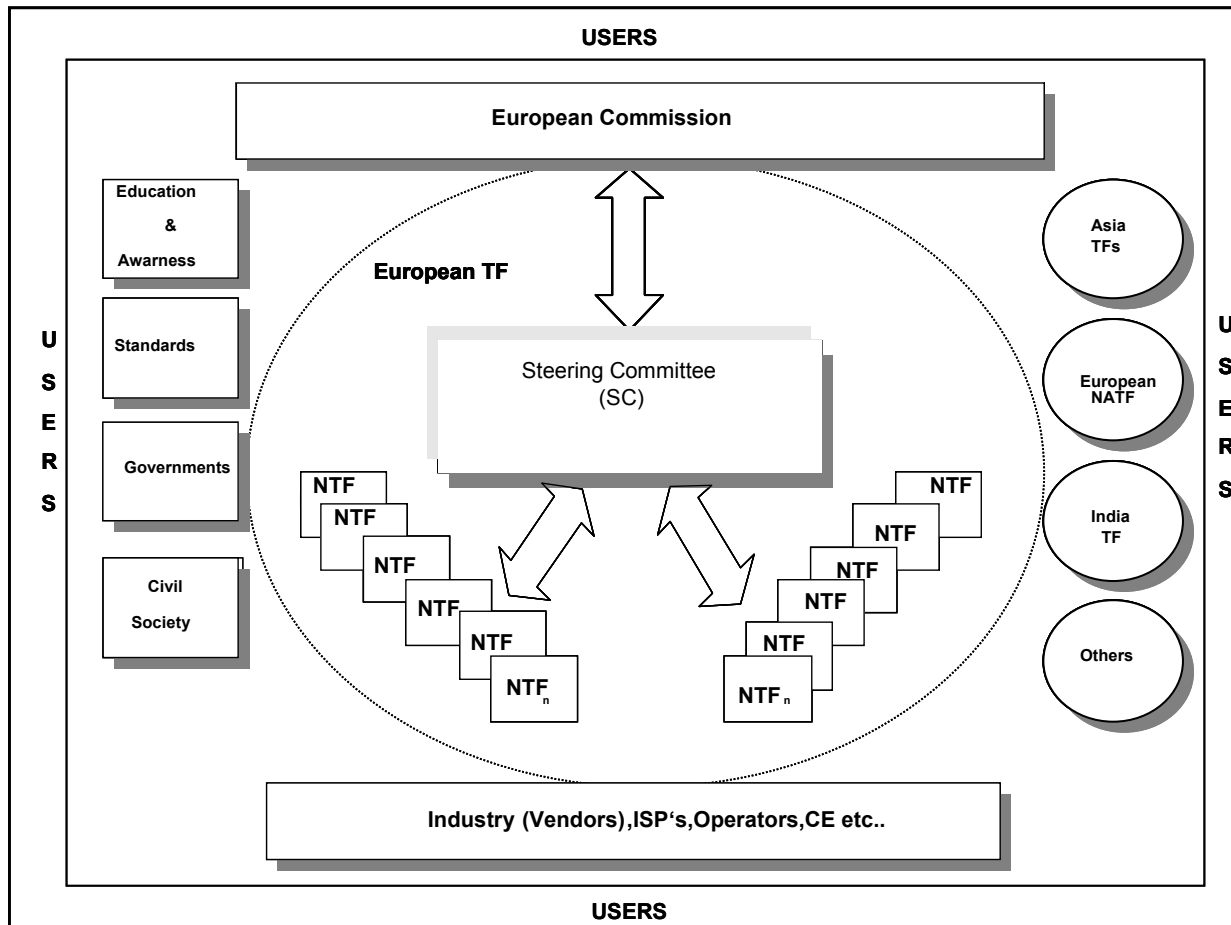 USERS
European Commission
Education
&
Awarness
Standards
Governments
Civil
Society
U
S
E
R
S
European TF
Steering Committee
(SC)
NTF
NTF
NTF
NTF
NTF
NTFn
NTF
NTF
NTF
NTF
NTF
NTF n
Asia
TFs
European
NATF
India
TF
Others
U
S
E
R
S
Industry (Vendors),ISP‘s,Operators,CE etc..
USERS